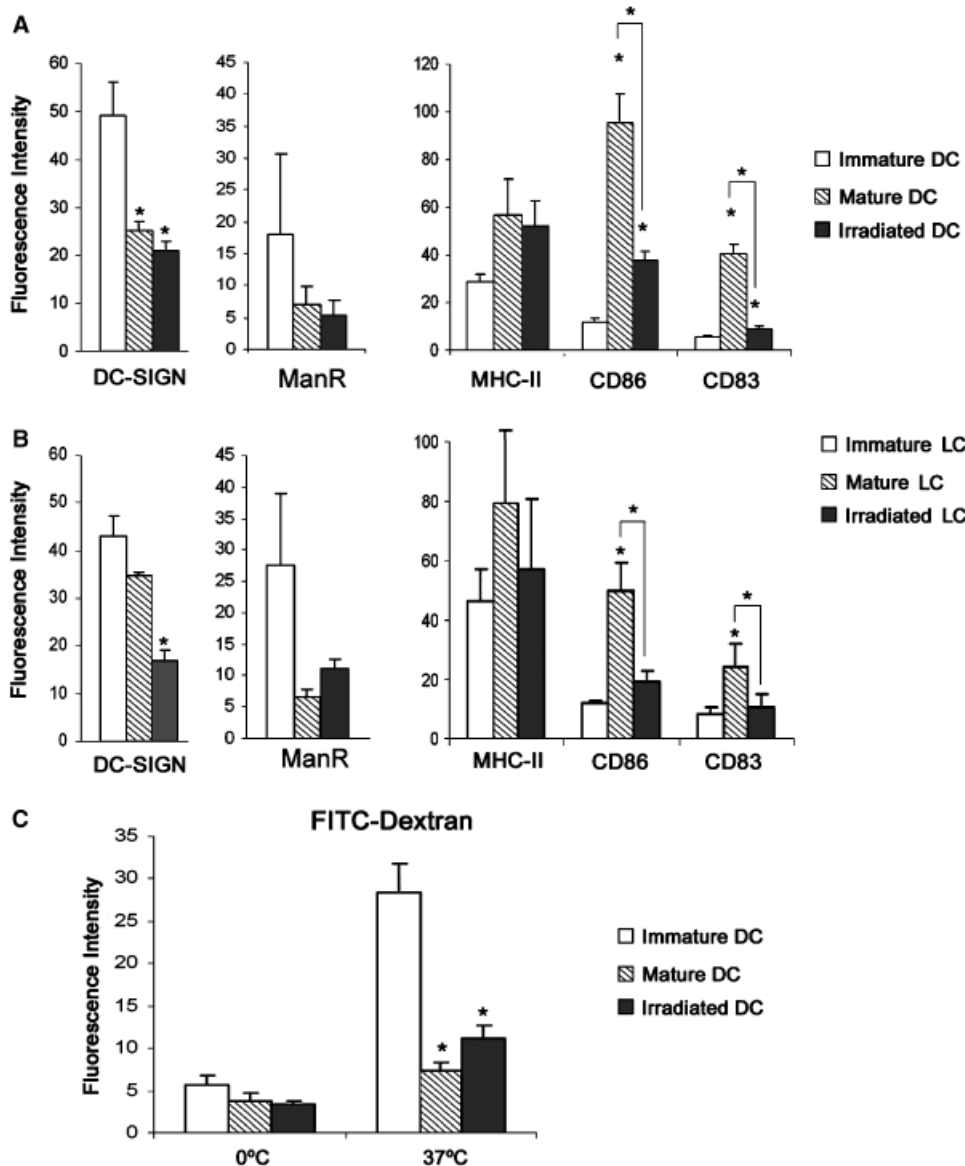 A
Fluorescence Intensity
60
50
40
30
20
10
0
DC-SIGN
* *
45
40
35
30
25
20
15
10
5
0
ManR
120
100
80
60
40
20
0
MHC-II CD86 CD83
* * * * * *
Immature DC
Mature DC
Irradiated DC
B
Fluorescence Intensity
60
50
40
30
20
10
0
DC-SIGN
*
45
40
35
30
25
20
15
10
5
0
ManR
100
80
60
40
20
0
MHC-II CD86 CD83
* * * *
Immature LC
Mature LC
Irradiated LC
C
FITC-Dextran
Fluorescence Intensity
35
30
25
20
15
10
5
0
0ºC 37ºC
* *
Immature DC
Mature DC
Irradiated DC